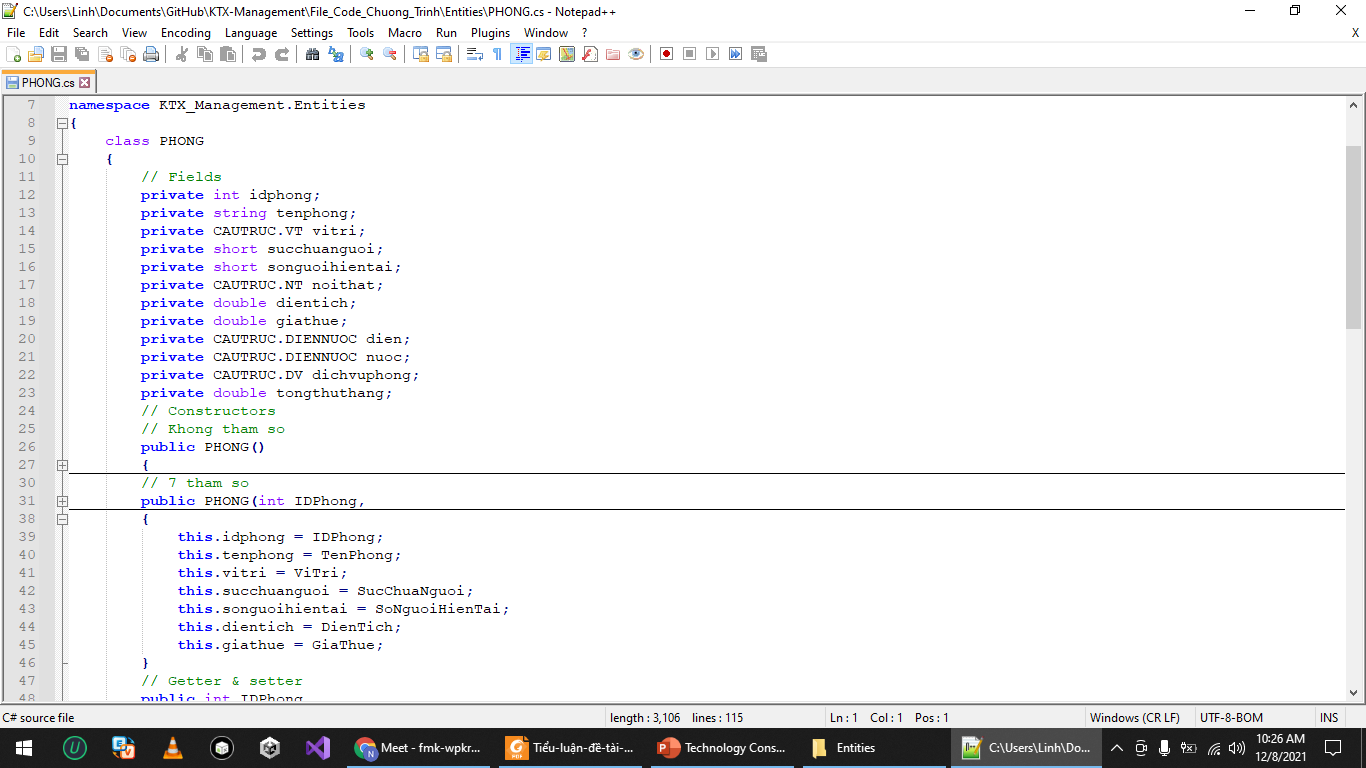 C:\Users\Linh\Documents\GitHub\KTX-Management\File_Code_Chuong_Trinh\Entities\PHONG.cs - Notepad++
File Edit Search View Encoding Language Settings Tools Macro Run Plugins Window ? X
PHONG.cs
7 namespace KTX_Management.Entities
8 {
9 class PHONG
10 {
11 // Fields
12 private int idphong;
13 private string tenphong;
14 private CAUTRUC.VT vitri;
15 private short succhuanguoi;
16 private short songuoihientai;
17 private CAUTRUC.NT noithat;
18 private double dientich;
19 private double giathue;
20 private CAUTRUC.DIENNUOC dien;
21 private CAUTRUC.DIENNUOC nuoc;
22 private CAUTRUC.DV dichvuphong;
23 private double tongthuthang;
24 // Constructors
25 // Khong tham so
26 public PHONG()
27 {
30 // 7 tham so
31 public PHONG(int IDPhong,
38 {
39 this.idphong = IDPhong;
40 this.tenphong = TenPhong;
41 this.vitri = ViTri;
42 this.succhuanguoi = SucChuaNguoi;
43 this.songuoihientai = SoNguoiHienTai;
44 this.dientich = DienTich;
45 this.giathue = GiaThue;
46 }
47 // Getter & setter
48 public int IDPhong
C# source file length : 3,106 lines : 115 Ln : 1 Col : 1 Pos : 1 Windows (CR LF) UTF-8-BOM INS
Meet - fmk-wpkr... Tiểu-luận-đề-tài-... Technology Cons... Entities C:\Users\Linh\Do... 10:26 AM
12/8/2021